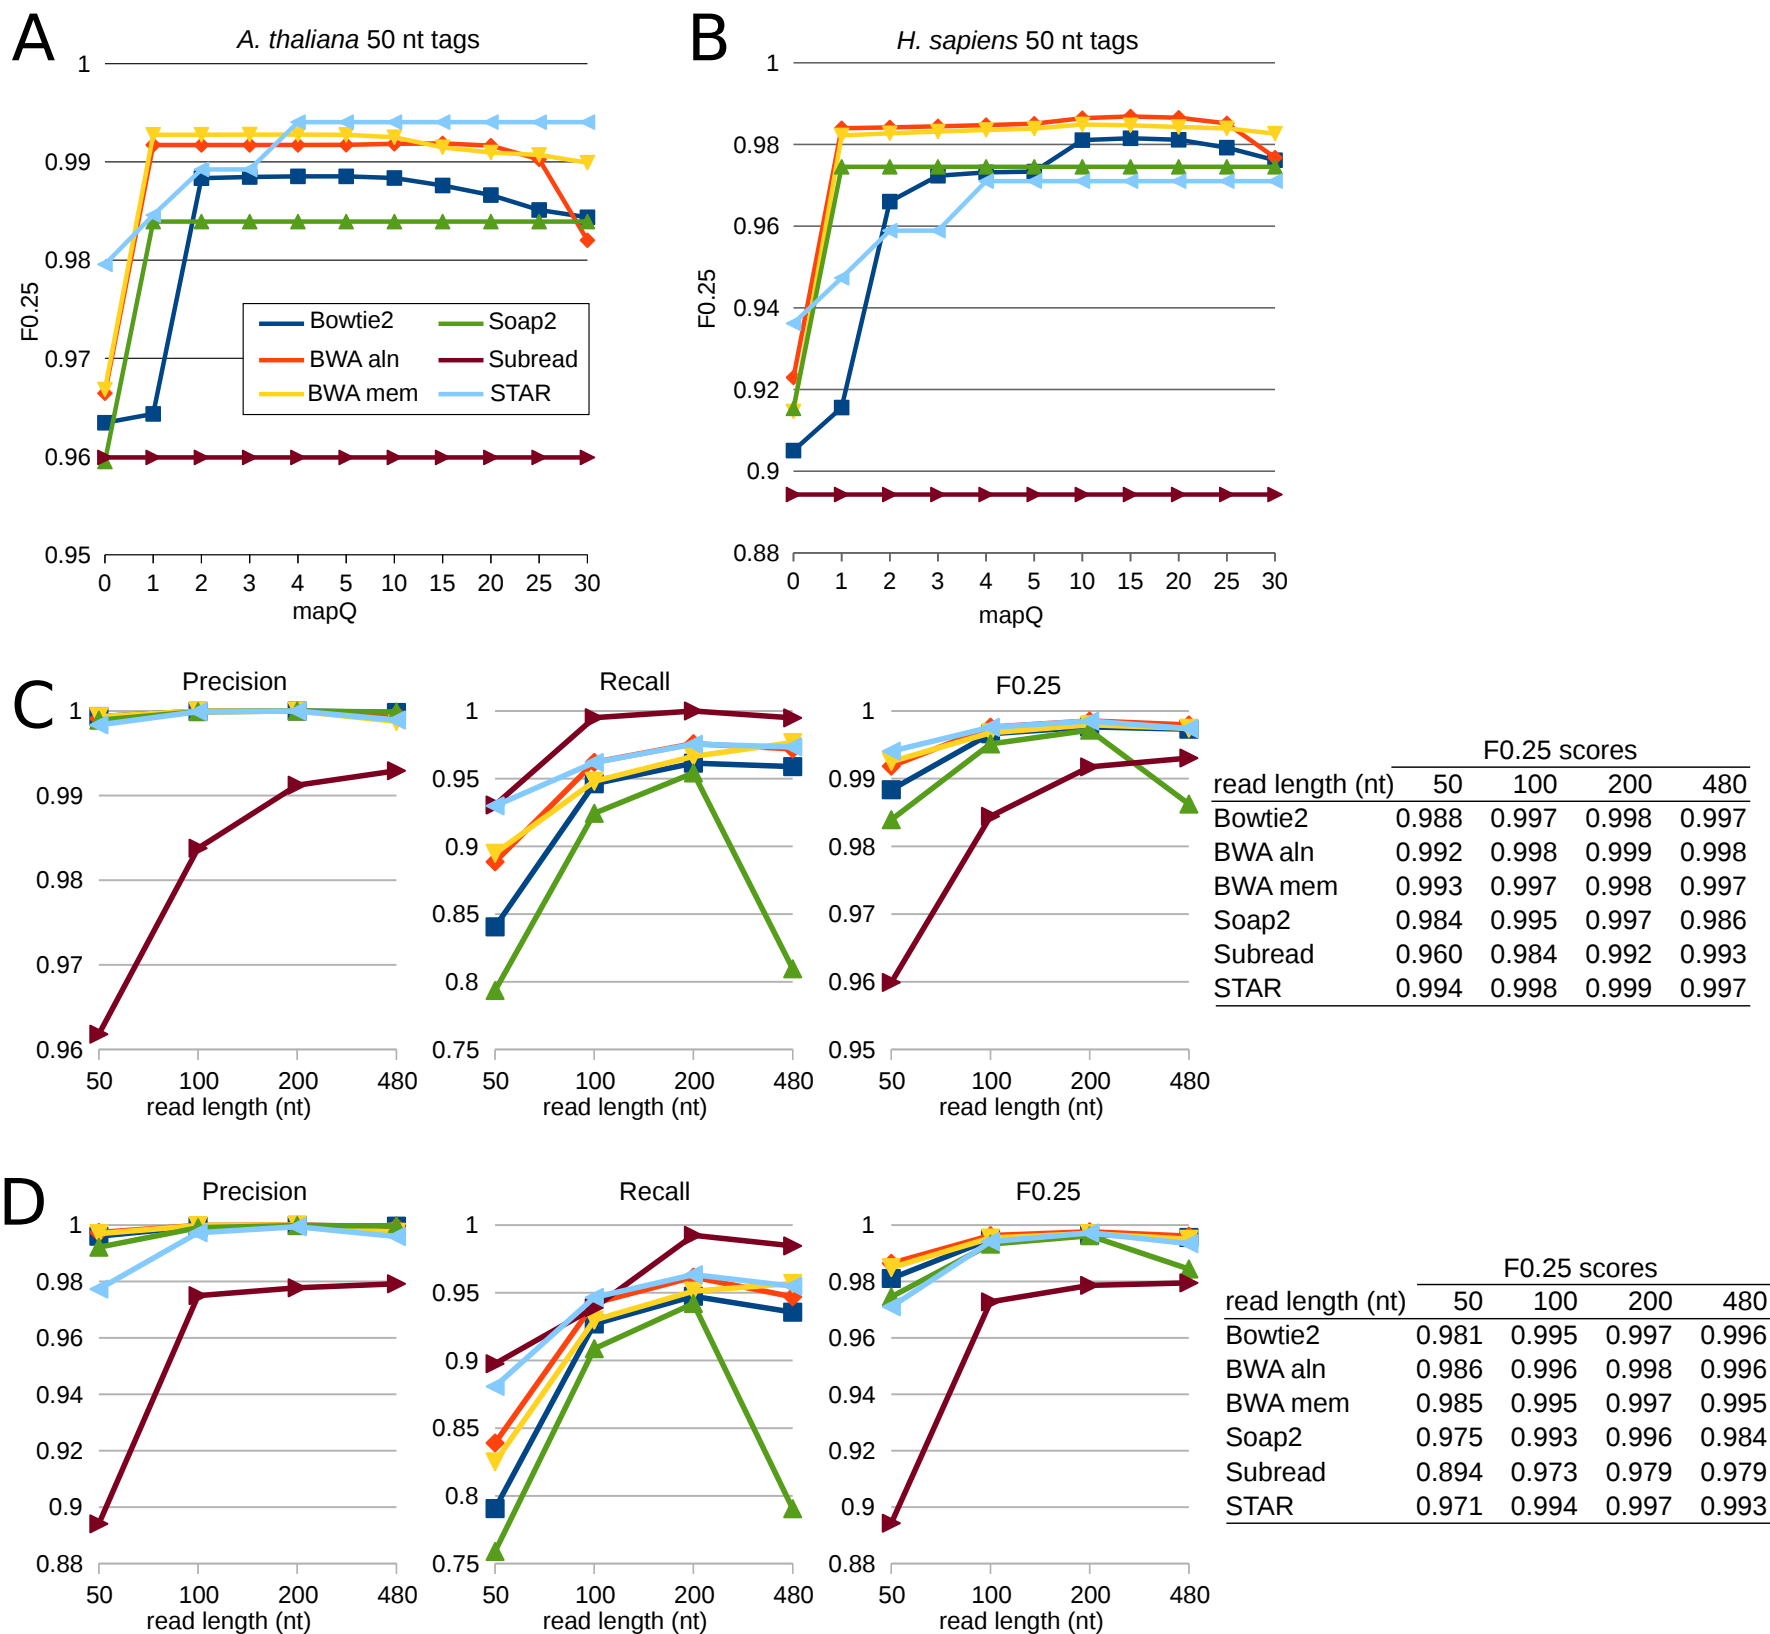 A
A. thaliana 50 nt tags
1
0.99
0.98
0.97
0.96
0.95
F0.25
0 1 2 3 4 5 10 15 20 25 30
mapQ
Bowtie2 Soap2
BWA aln Subread
BWA mem STAR
B
H. sapiens 50 nt tags
1
0.98
0.96
0.94
0.92
0.9
0.88
F0.25
0 1 2 3 4 5 10 15 20 25 30
mapQ
C
Precision
1
0.99
0.98
0.97
0.96
50 100 200 480
read length (nt)
Recall
1
0.95
0.9
0.85
0.8
0.75
50 100 200 480
read length (nt)
F0.25
1
0.99
0.98
0.97
0.96
0.95
50 100 200 480
read length (nt)
F0.25 scores
read length (nt) 50 100 200 480
Bowtie2 0.988 0.997 0.998 0.997
BWA aln 0.992 0.998 0.999 0.998
BWA mem 0.993 0.997 0.998 0.997
Soap2 0.984 0.995 0.997 0.986
Subread 0.960 0.984 0.992 0.993
STAR 0.994 0.998 0.999 0.997
D
Precision
1
0.98
0.96
0.94
0.92
0.9
0.88
50 100 200 480
read length (nt)
Recall
1
0.95
0.9
0.85
0.8
0.75
50 100 200 480
read length (nt)
F0.25
1
0.98
0.96
0.94
0.92
0.9
0.88
50 100 200 480
read length (nt)
F0.25 scores
read length (nt) 50 100 200 480
Bowtie2 0.981 0.995 0.997 0.996
BWA aln 0.986 0.996 0.998 0.996
BWA mem 0.985 0.995 0.997 0.995
Soap2 0.975 0.993 0.996 0.984
Subread 0.894 0.973 0.979 0.979
STAR 0.971 0.994 0.997 0.993